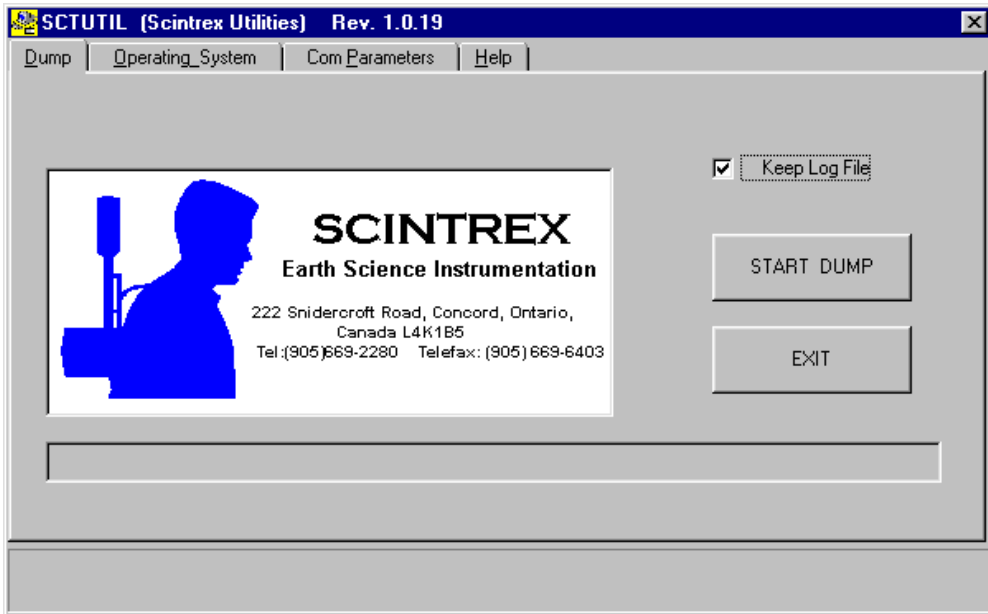 SCTUTIL (Scintrex Utilities) Rev. 1.0.19
Dump Operating_System Com Parameters Help
Keep Log File
SCINTREX
Earth Science Instrumentation
222 Snidercroft Road, Concord, Ontario,
Canada L4K1B5
Tel:(905)669-2280 Telefax: (905) 669-6403
START DUMP
EXIT